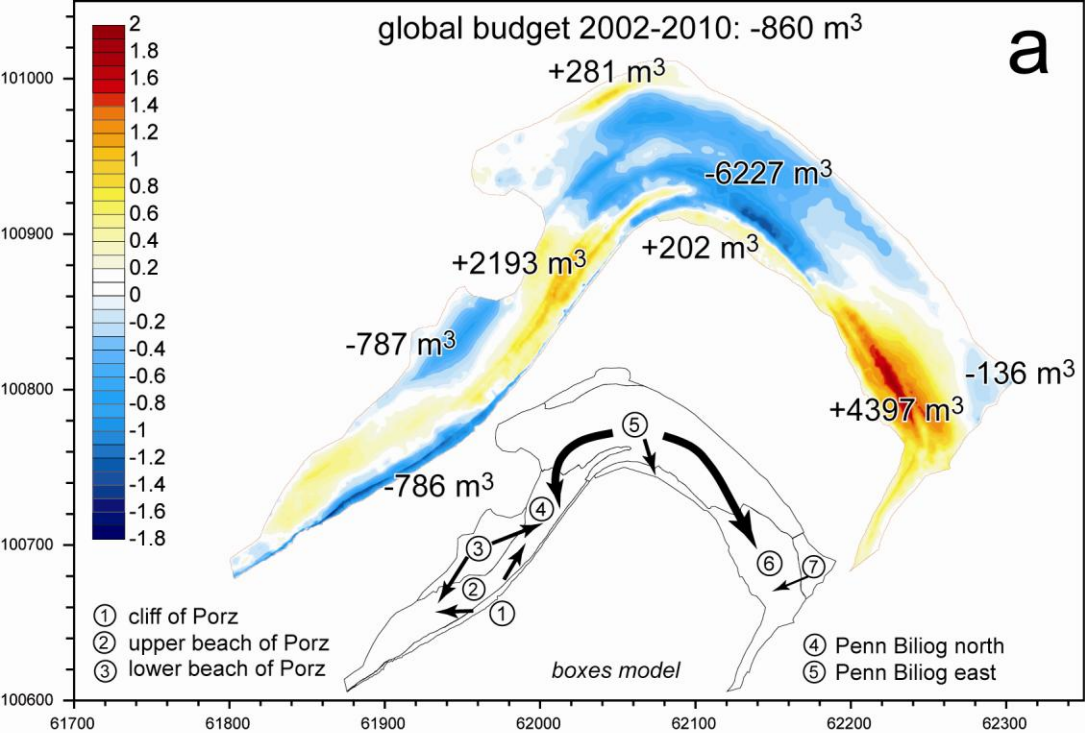 global budget 2002-2010: -860 m³
a
2
1.8
1.6
1.4
1.2
1
0.8
0.6
0.4
0.2
0
-0.2
-0.4
-0.6
-0.8
-1
-1.2
-1.4
-1.6
-1.8
101000
100900
100800
100700
100600
+281 m³
-6227 m³
+202 m³
+2193 m³
-787 m³
-136 m³
+4397 m³
-786 m³
⑤
④
③
②
①
⑥
⑦
① cliff of Porz
② upper beach of Porz
③ lower beach of Porz
boxes model
④ Penn Biliog north
⑤ Penn Biliog east
61700 61800 61900 62000 62100 62200 62300